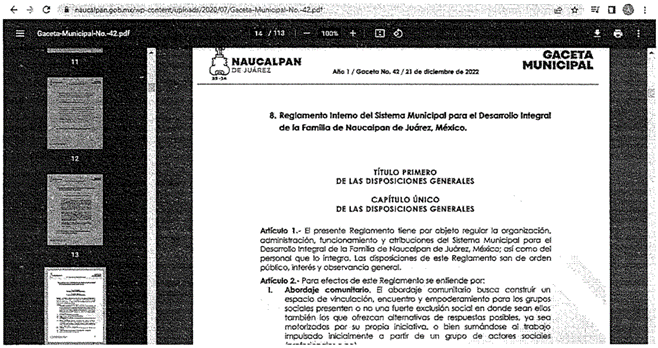 naucalpan.gob.mx/wp-content/uploads/2020/07/Gaceta-Municipal-No.-42.pdf
Gaceta-Municipal-No.-42.pdf
14 / 113
100%
11
12
13
NAUCALPAN
DE JUÁREZ
22-24
Año 1 / Gaceta No. 42 / 21 de diciembre de 2022
GACETA
MUNICIPAL
8. Reglamento Interno del Sistema Municipal para el Desarrollo Integral
de la Familia de Naucalpan de Juárez, México.
TÍTULO PRIMERO
DE LAS DISPOSICIONES GENERALES
CAPÍTULO ÚNICO
DE LAS DISPOSICIONES GENERALES
Artículo 1.- El presente Reglamento tiene por objeto regular la organización,
administración, funcionamiento y atribuciones del Sistema Municipal para el
Desarrollo Integral de la Familia de Naucalpan de Juárez, México; así como del
personal que lo integra. Las disposiciones de este Reglamento son de orden
público, interés y observancia general.
Artículo 2.- Para efectos de este Reglamento se entiende por:
I. Abordaje comunitario. El abordaje comunitario busca construir un
espacio de vinculación, encuentro y empoderamiento para los grupos
sociales presenten o no una fuerte exclusión social en donde sean ellos
también los que ofrezcan alternativas de respuestas posibles, ya sea
motorizados por su propia iniciativa, o bien sumándose al trabajo
impulsado inicialmente a partir de un grupo de actores sociales